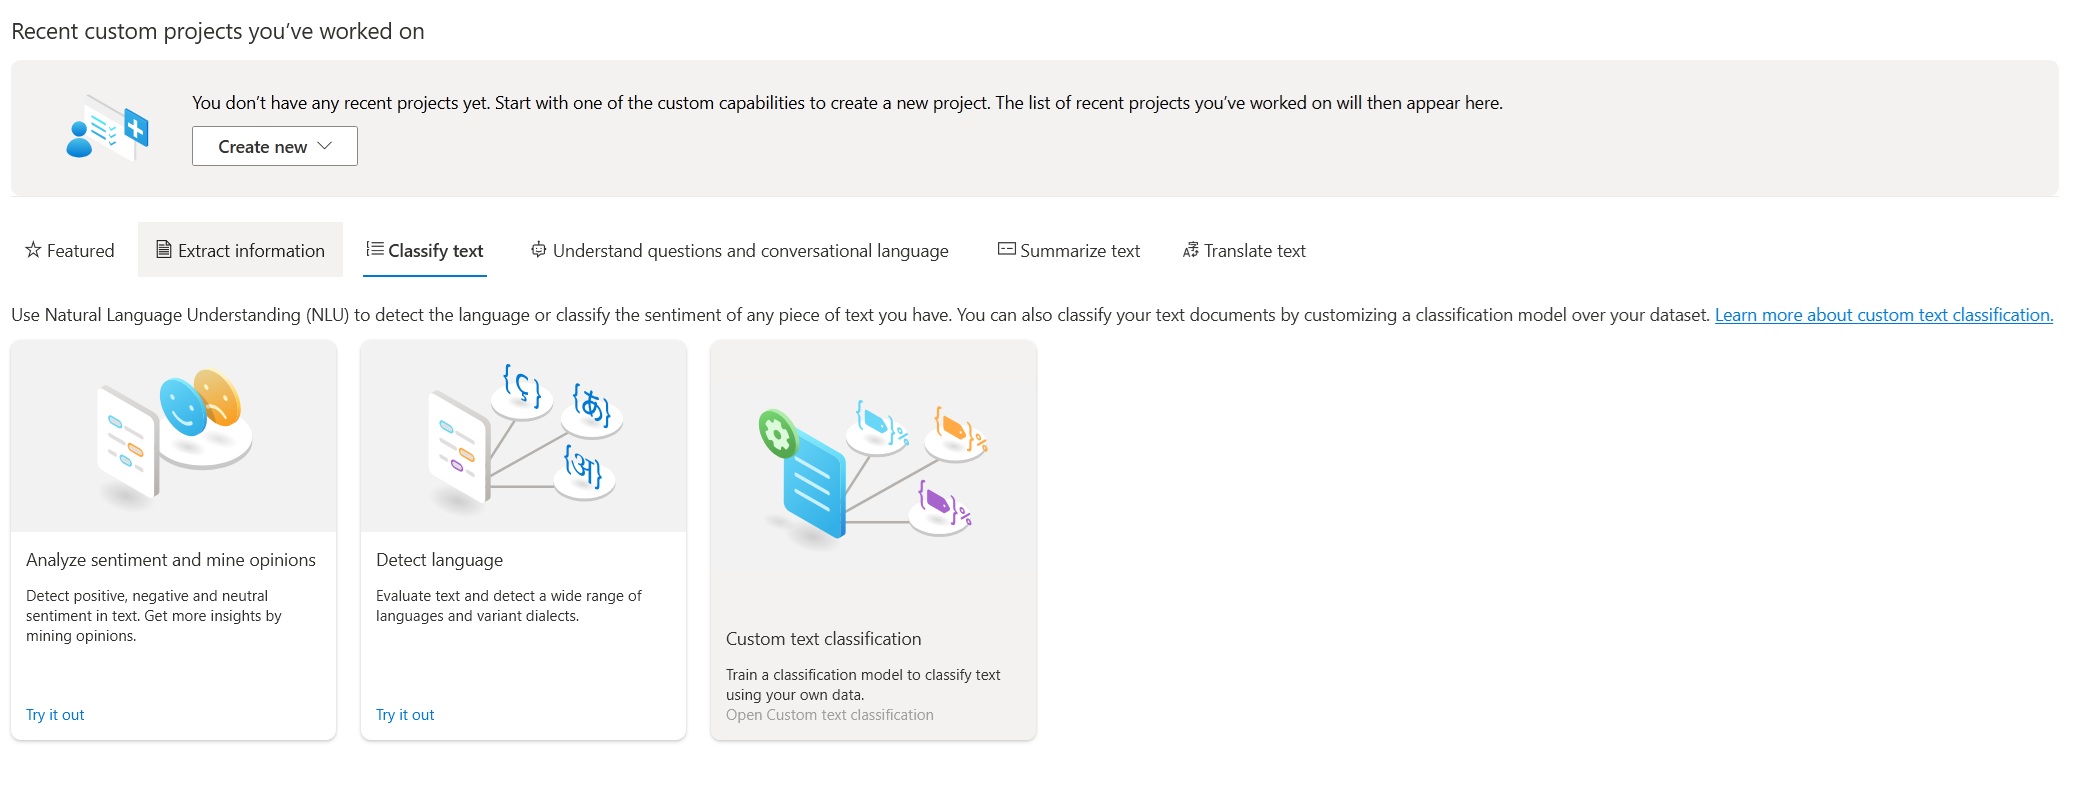 Recent custom projects you’ve worked on
You don’t have any recent projects yet. Start with one of the custom capabilities to create a new project. The list of recent projects you’ve worked on will then appear here.
Create new
Featured
Extract information
Classify text
Understand questions and conversational language
Summarize text
Translate text
Use Natural Language Understanding (NLU) to detect the language or classify the sentiment of any piece of text you have. You can also classify your text documents by customizing a classification model over your dataset. Learn more about custom text classification.
{ç}
{あ}
{अ}
Analyze sentiment and mine opinions
Detect positive, negative and neutral
sentiment in text. Get more insights by
mining opinions.
Try it out
Detect language
Evaluate text and detect a wide range of
languages and variant dialects.
Try it out
Custom text classification
Train a classification model to classify text
using your own data.
Open Custom text classification